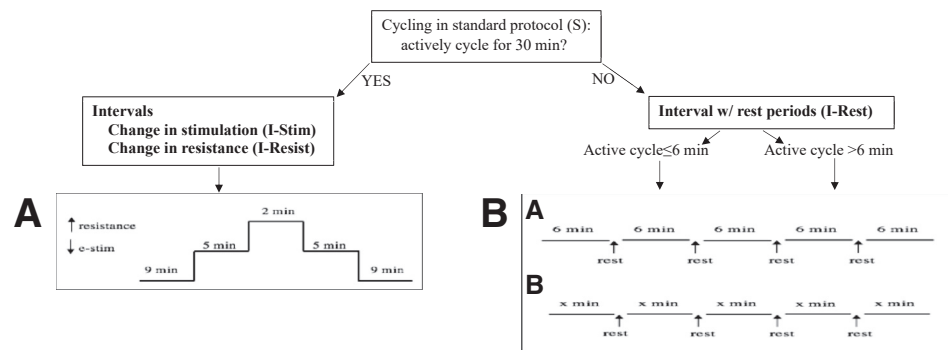 Cycling in standard protocol (S):
actively cycle for 30 min?
YES
NO
Intervals
Change in stimulation (I-Stim)
Change in resistance (I-Resist)
Interval w/ rest periods (I-Rest)
Active cycle≤6 min
Active cycle >6 min
A
2 min
resistance
e-stim
5 min
5 min
9 min
9 min
B
A
6 min 6 min 6 min 6 min 6 min
rest rest rest rest
B
x min x min x min x min x min
rest rest rest rest